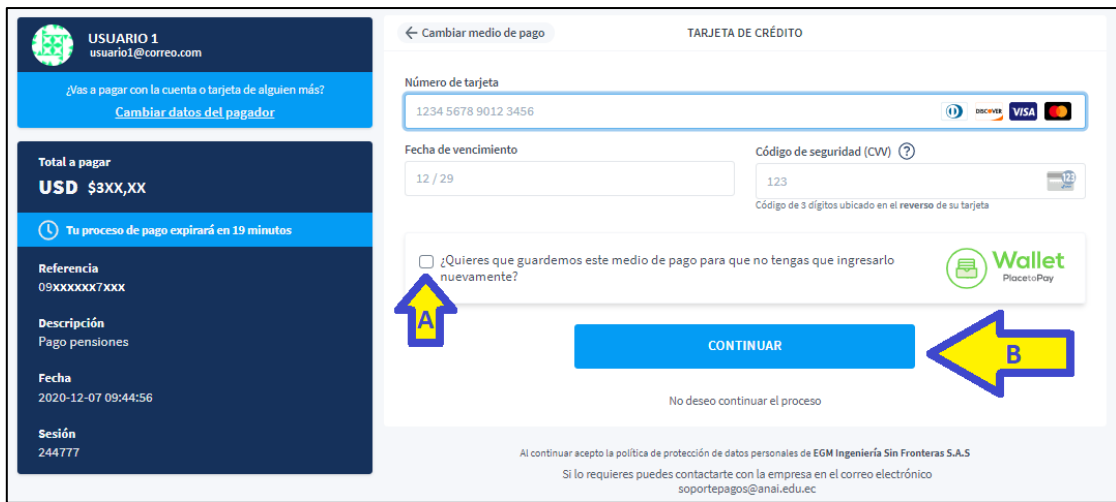 USUARIO 1
usuario1@correo.com
¿Vas a pagar con la cuenta o tarjeta de alguien más?
Cambiar datos del pagador
Total a pagar
USD $3XX,XX
Tu proceso de pago expirará en 19 minutos
Referencia
09xxxxxx7xxx
Descripción
Pago pensiones
Fecha
2020-12-07 09:44:56
Sesión
244777
← Cambiar medio de pago
TARJETA DE CRÉDITO
Número de tarjeta
1234 5678 9012 3456
DISCOVER VISA
Fecha de vencimiento
12 / 29
Código de seguridad (CVV) ?
123
123
Código de 3 dígitos ubicado en el reverso de su tarjeta
¿Quieres que guardemos este medio de pago para que no tengas que ingresarlo
nuevamente?
Wallet
PlacetoPay
A
CONTINUAR
B
No deseo continuar el proceso
Al continuar acepto la política de protección de datos personales de EGM Ingeniería Sin Fronteras S.A.S
Si lo requieres puedes contactarte con la empresa en el correo electrónico
soportepagos@anai.edu.ec